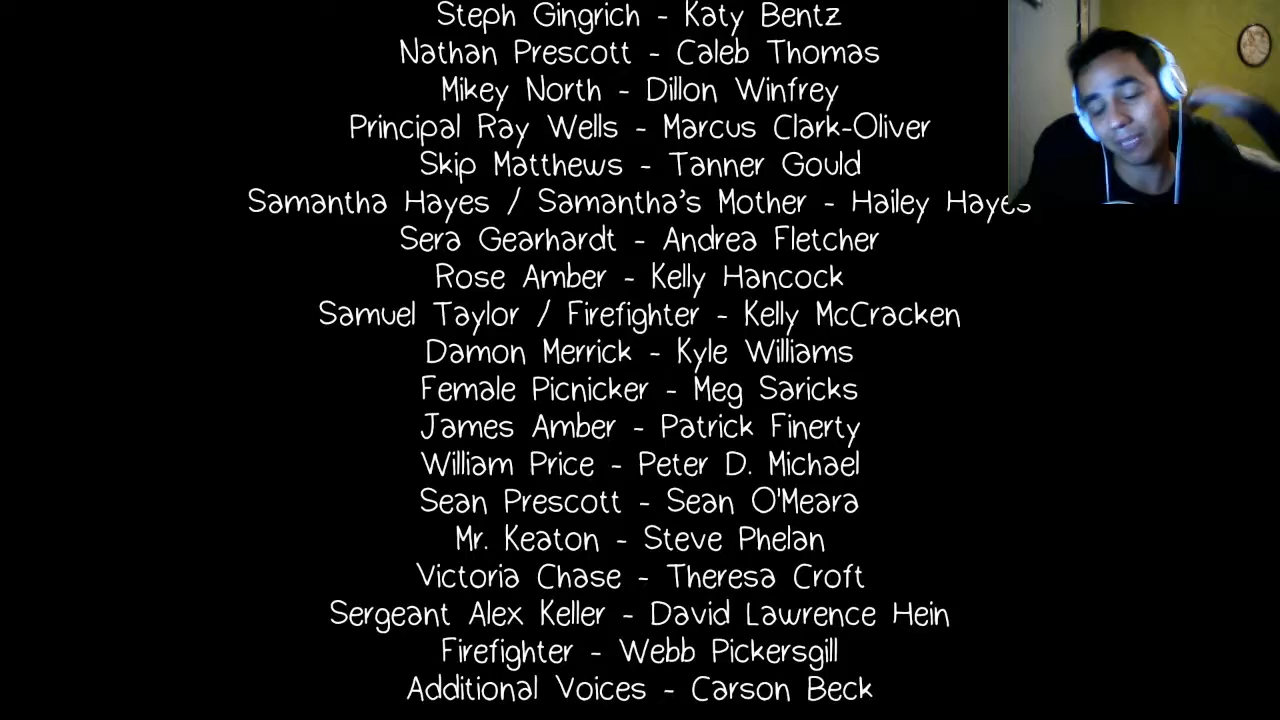 Steph Gingrich - Katy Bentz
Nathan Prescott - Caleb Thomas
Mikey North - Dillon Winfrey
Principal Ray Wells - Marcus Clark-Oliver
Skip Matthews - Tanner Gould
Samantha Hayes / Samantha's Mother - Hailey Hayes
Sera Gearhardt - Andrea Fletcher
Rose Amber - Kelly Hancock
Samuel Taylor / Firefighter - Kelly McCracken
Damon Merrick - Kyle Williams
Female Picnicker - Meg Saricks
James Amber - Patrick Finerty
William Price - Peter D. Michael
Sean Prescott - Sean O'Meara
Mr. Keaton - Steve Phelan
Victoria Chase - Theresa Croft
Sergeant Alex Keller - David Lawrence Hein
Firefighter - Webb Pickersgill
Additional Voices - Carson Beck